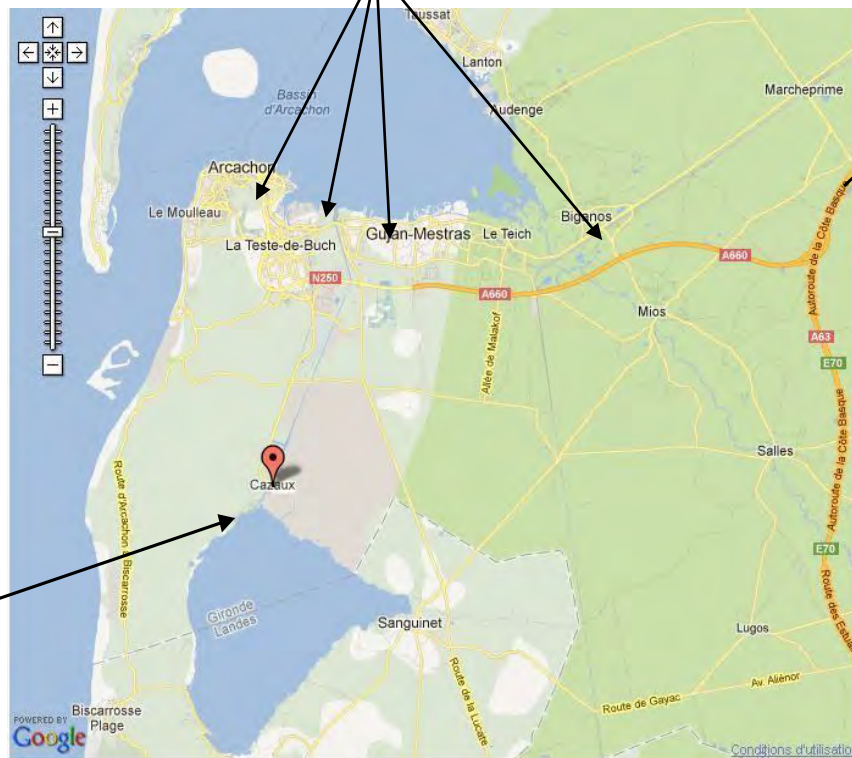 Taussat
Lanton
Bassin
d'Arcachon
Marcheprime
Audenge
Arcachon
Le Moulleau
Biganos
Gujan-Mestras
Le Teich
La Teste-de-Buch
A660
N250
A660
Autoroute de la Côte Basque
Mios
A63
E70
Allée de Malakof
Autoroute de la Côte Basque
Salles
Cazaux
Route d'Arcachon à Biscarrosse
E70
Gironde
Landes
Sanguinet
Lugos
Route des Estua
Route de la Lucate
Av. Aliénor
Route de Gayac
Biscarrosse
Plage
POWERED BY
Google
Conditions d'utilisatio